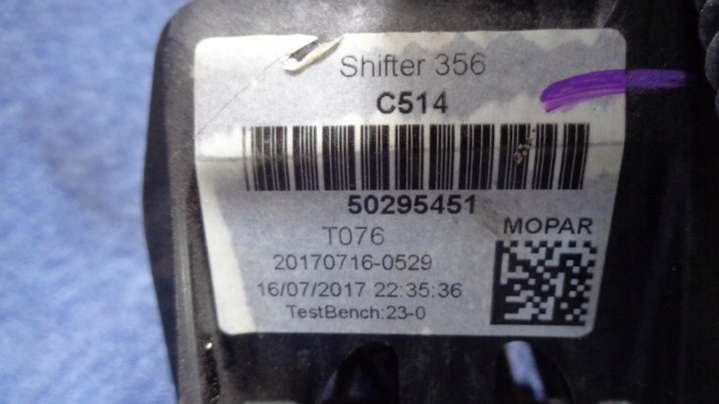 Shifter 356
C514
50295451
T076
MOPAR
20170716-0529
16/07/2017 22:35:36
TestBench:23-0